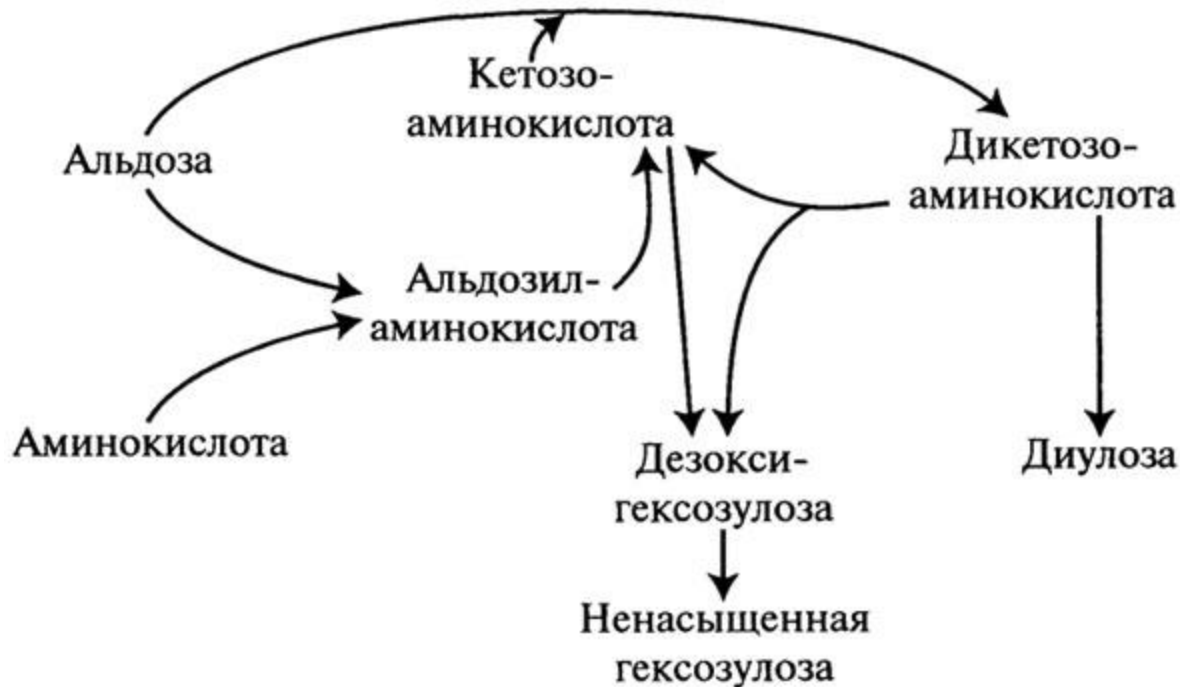 Кетозо-
аминокислота
Альдоза
Дикетозо-
аминокислота
Альдозил-
аминокислота
Аминокислота
Дезокси-
гексозулоза
Диулоза
Ненасыщенная
гексозулоза